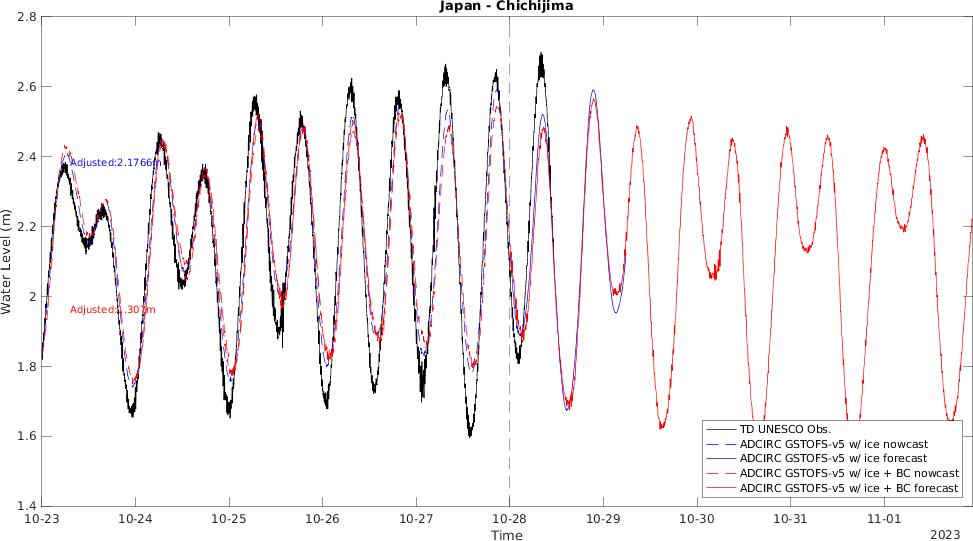 Japan - Chichijima
2.8
2.6
2.4
2.2
2
1.8
1.6
1.4
Water Level (m)
Adjusted:2.1766m
Adjusted:1.307m
TD UNESCO Obs.
ADCIRC GSTOFS-v5 w/ ice nowcast
ADCIRC GSTOFS-v5 w/ ice forecast
ADCIRC GSTOFS-v5 w/ ice + BC nowcast
ADCIRC GSTOFS-v5 w/ ice + BC forecast
10-23 10-24 10-25 10-26 10-27 10-28 10-29 10-30 10-31 11-01
Time
2023